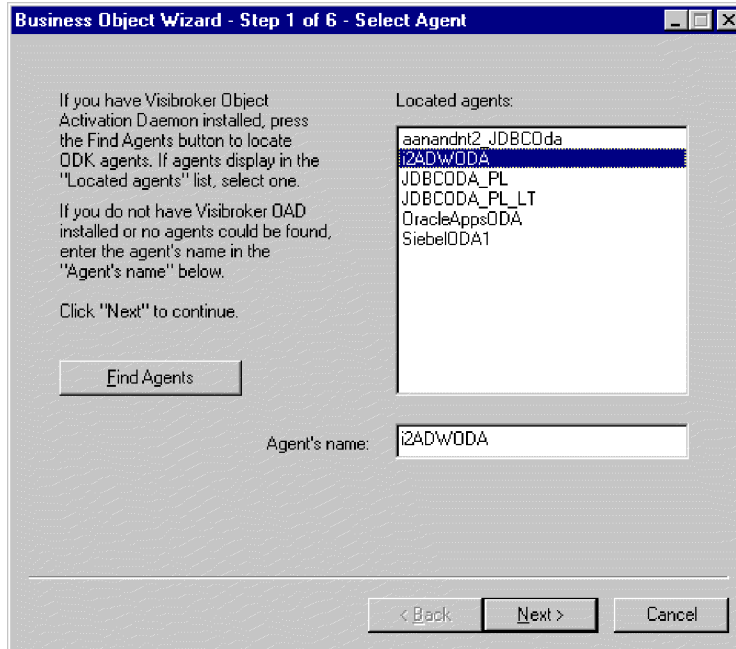 Business Object Wizard - Step 1 of 6 - Select Agent
If you have Visibroker Object
Activation Daemon installed, press
the Find Agents button to locate
ODK agents. If agents display in the
"Located agents" list, select one.
If you do not have Visibroker OAD
installed or no agents could be found,
enter the agent's name in the
"Agent's name" below.
Click "Next" to continue.
Find Agents
Located agents:
aanandnt2_JDBCOda
i2ADWODA
JDBCODA_PL
JDBCODA_PL_LT
OracleAppsODA
SiebelODA1
Agent's name:
i2ADWODA
< Back
Next >
Cancel